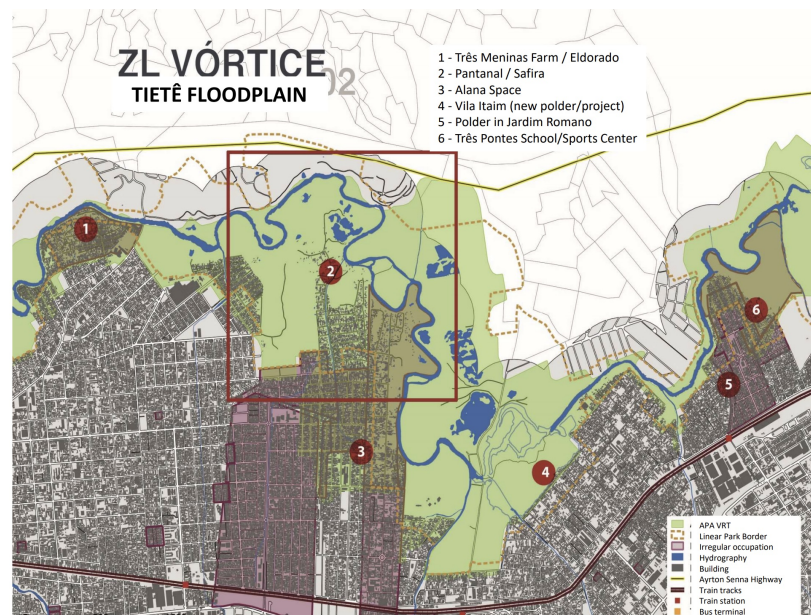 ZL VÓRTICE
02
TIETÊ FLOODPLAIN
1 - Três Meninas Farm / Eldorado
2 - Pantanal / Safira
3 - Alana Space
4 - Vila Itaim (new polder/project)
5 - Polder in Jardim Romano
6 - Três Pontes School/Sports Center
1
2
6
5
3
4
APA VRT
Linear Park Border
Irregular occupation
Hydrography
Building
Ayrton Senna Highway
Train tracks
Train station
Bus terminal